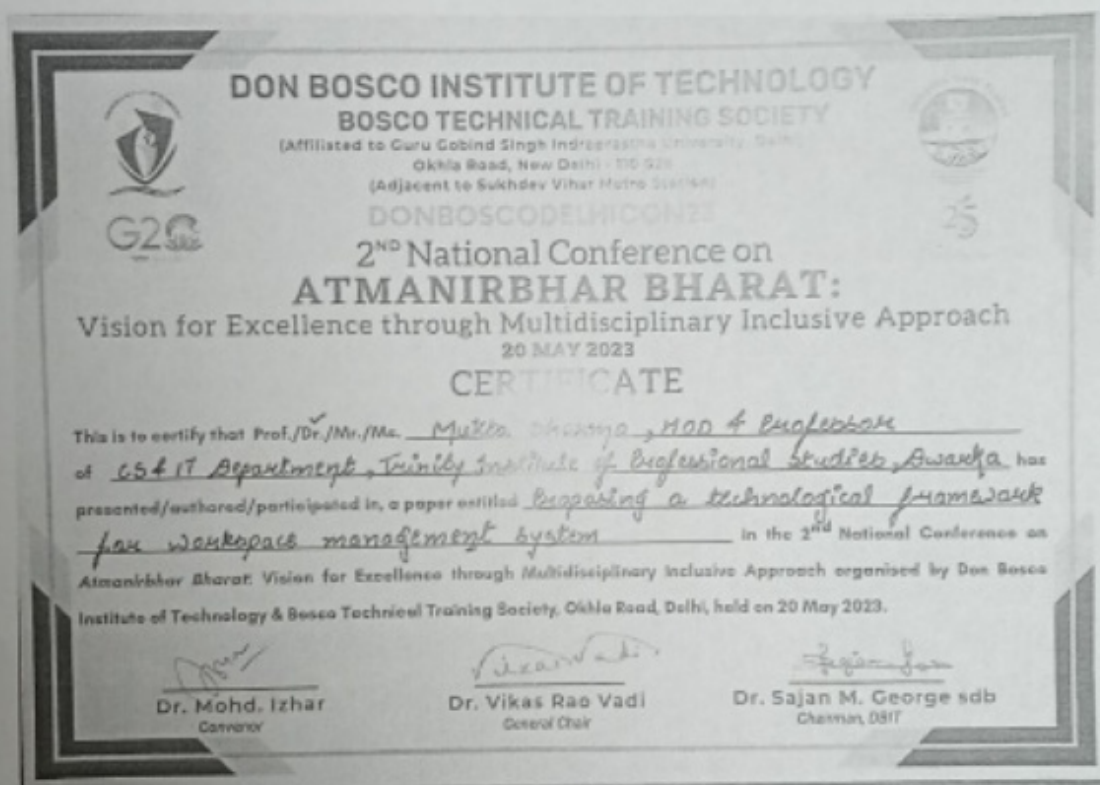 DON BOSCO INSTITUTE OF TECHNOLOGY
BOSCO TECHNICAL TRAINING SOCIETY
(Affiliated to Guru Gobind Singh Indraprastha University, Delhi)
Okhla Road, New Delhi - 110
(Adjacent to Sukhdev Vihar Metro Station)
DONBOSCODELHICON23
G20
25
2ND National Conference on
ATMANIRBHAR BHARAT:
Vision for Excellence through Multidisciplinary Inclusive Approach
20 MAY 2023
CERTIFICATE
This is to certify that Prof./Dr./Mr./Ms. Mukta , HOD & Professor
of CS & IT Department, Trinity Institute of Professional Studies, Dwarka has
presented/authored/participated in, a paper entitled Proposing a technological framework
for workspace management system in the 2nd National Conference on
Atmanirbhar Bharat: Vision for Excellence through Multidisciplinary Inclusive Approach organised by Don Bosco
Institute of Technology & Bosco Technical Training Society, Okhla Road, Delhi, held on 20 May 2023.
Vikas Vadi
Dr. Mohd. Izhar
Convenor
Dr. Vikas Rao Vadi
General Chair
Dr. Sajan M. George sdb
Chairman, DBIT